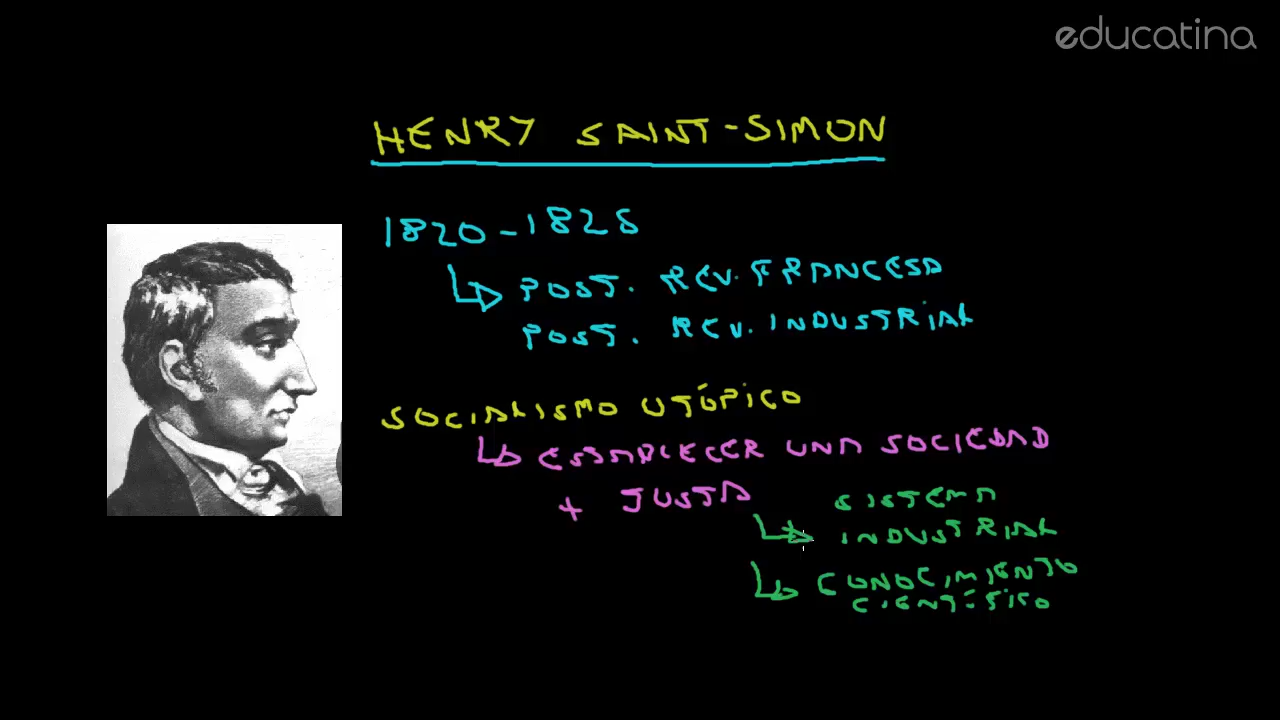 educatina
HENRY SAINT-SIMON
1820-1825
POST. REV. FRANCESA
POST. REV. INDUSTRIAL
SOCIALISMO UTÓPICO
ESTABLECER UNA SOCIEDAD
+ JUSTA
SISTEMA
INDUSTRIAL
CONOCIMIENTO
CIENTÍFICO